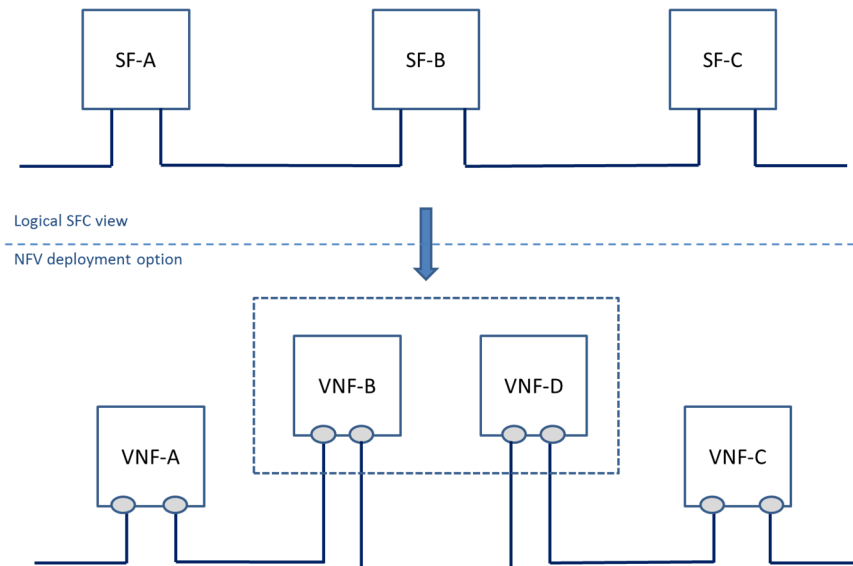 SF-A
SF-B
SF-C
Logical SFC view
NFV deployment option
VNF-B
VNF-D
VNF-A
VNF-C